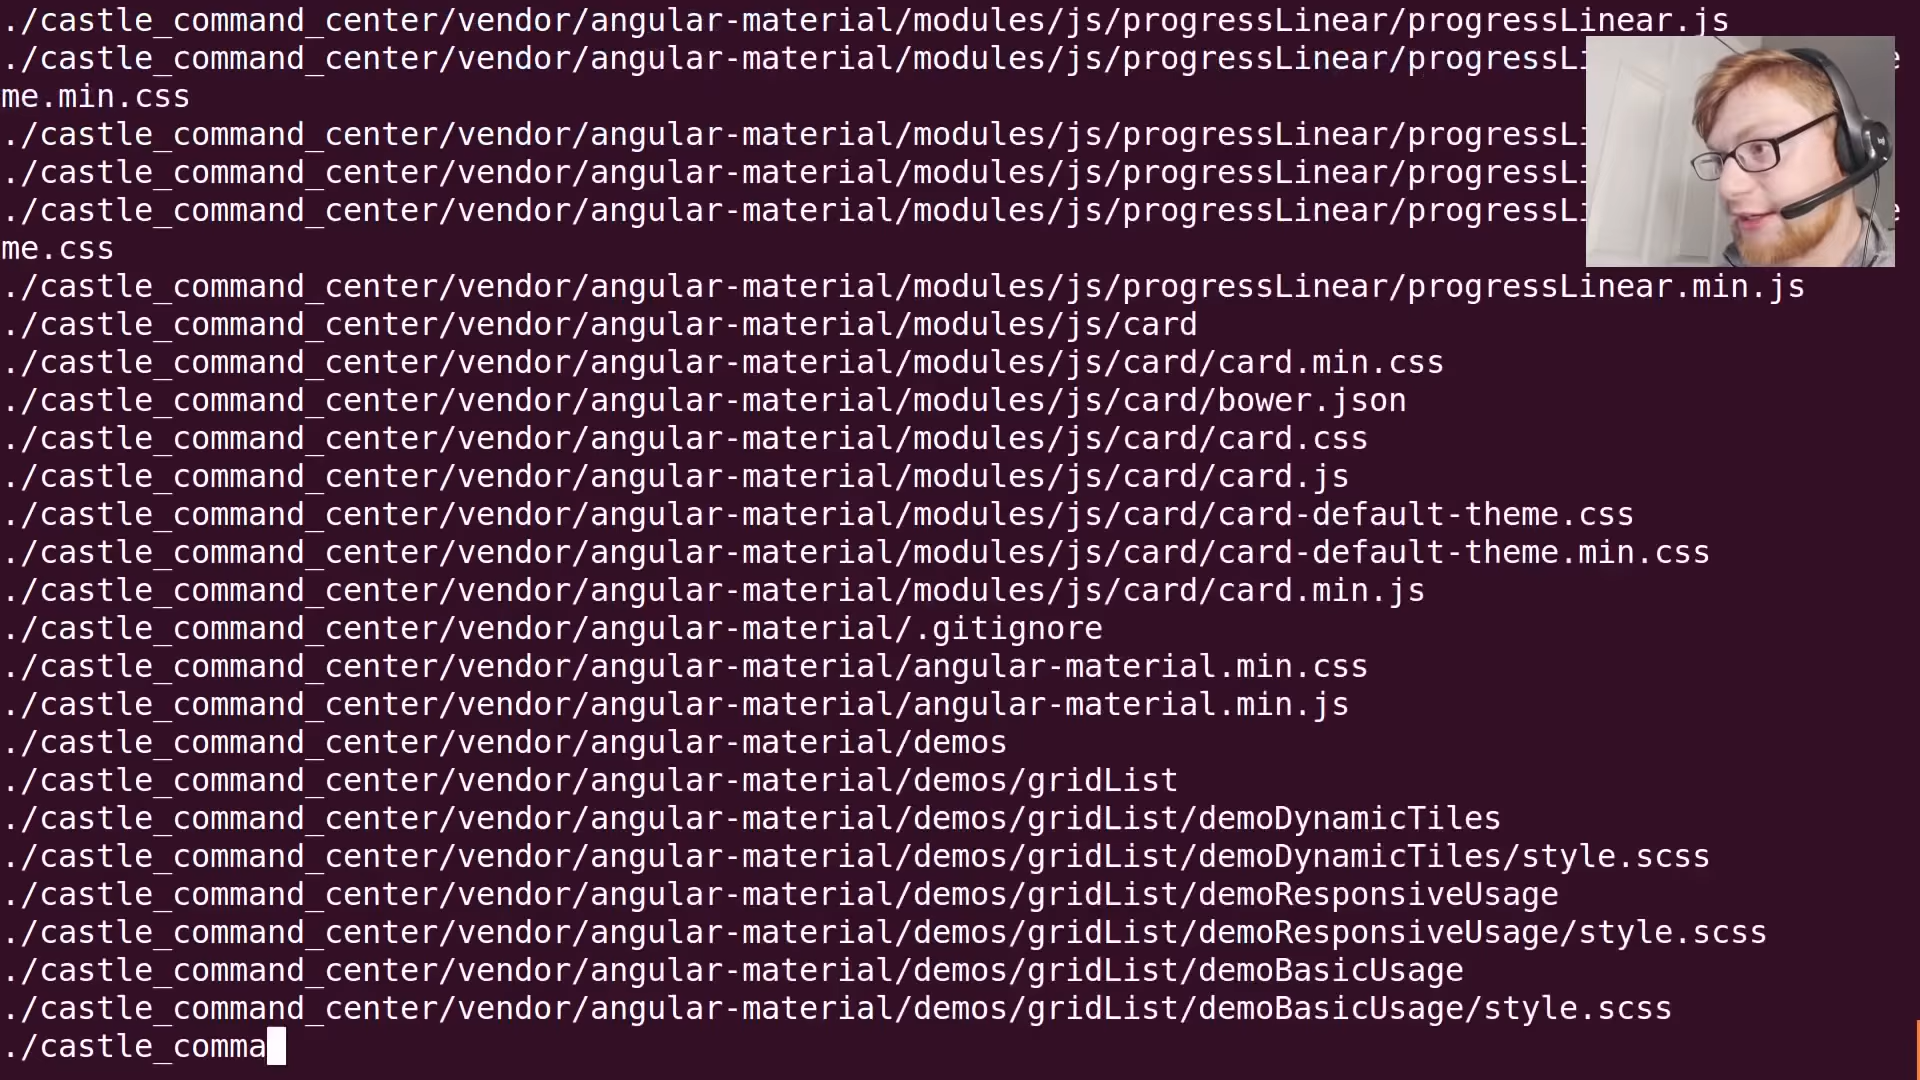 ./castle_command_center/vendor/angular-material/modules/js/progressLinear/progressLinear.js
./castle_command_center/vendor/angular-material/modules/js/progressLinear/progressLi e
me.min.css
./castle_command_center/vendor/angular-material/modules/js/progressLinear/progressLi
./castle_command_center/vendor/angular-material/modules/js/progressLinear/progressLi
./castle_command_center/vendor/angular-material/modules/js/progressLinear/progressLi e
me.css
./castle_command_center/vendor/angular-material/modules/js/progressLinear/progressLinear.min.js
./castle_command_center/vendor/angular-material/modules/js/card
./castle_command_center/vendor/angular-material/modules/js/card/card.min.css
./castle_command_center/vendor/angular-material/modules/js/card/bower.json
./castle_command_center/vendor/angular-material/modules/js/card/card.css
./castle_command_center/vendor/angular-material/modules/js/card/card.js
./castle_command_center/vendor/angular-material/modules/js/card/card-default-theme.css
./castle_command_center/vendor/angular-material/modules/js/card/card-default-theme.min.css
./castle_command_center/vendor/angular-material/modules/js/card/card.min.js
./castle_command_center/vendor/angular-material/.gitignore
./castle_command_center/vendor/angular-material/angular-material.min.css
./castle_command_center/vendor/angular-material/angular-material.min.js
./castle_command_center/vendor/angular-material/demos
./castle_command_center/vendor/angular-material/demos/gridList
./castle_command_center/vendor/angular-material/demos/gridList/demoDynamicTiles
./castle_command_center/vendor/angular-material/demos/gridList/demoDynamicTiles/style.scss
./castle_command_center/vendor/angular-material/demos/gridList/demoResponsiveUsage
./castle_command_center/vendor/angular-material/demos/gridList/demoResponsiveUsage/style.scss
./castle_command_center/vendor/angular-material/demos/gridList/demoBasicUsage
./castle_command_center/vendor/angular-material/demos/gridList/demoBasicUsage/style.scss
./castle_comma